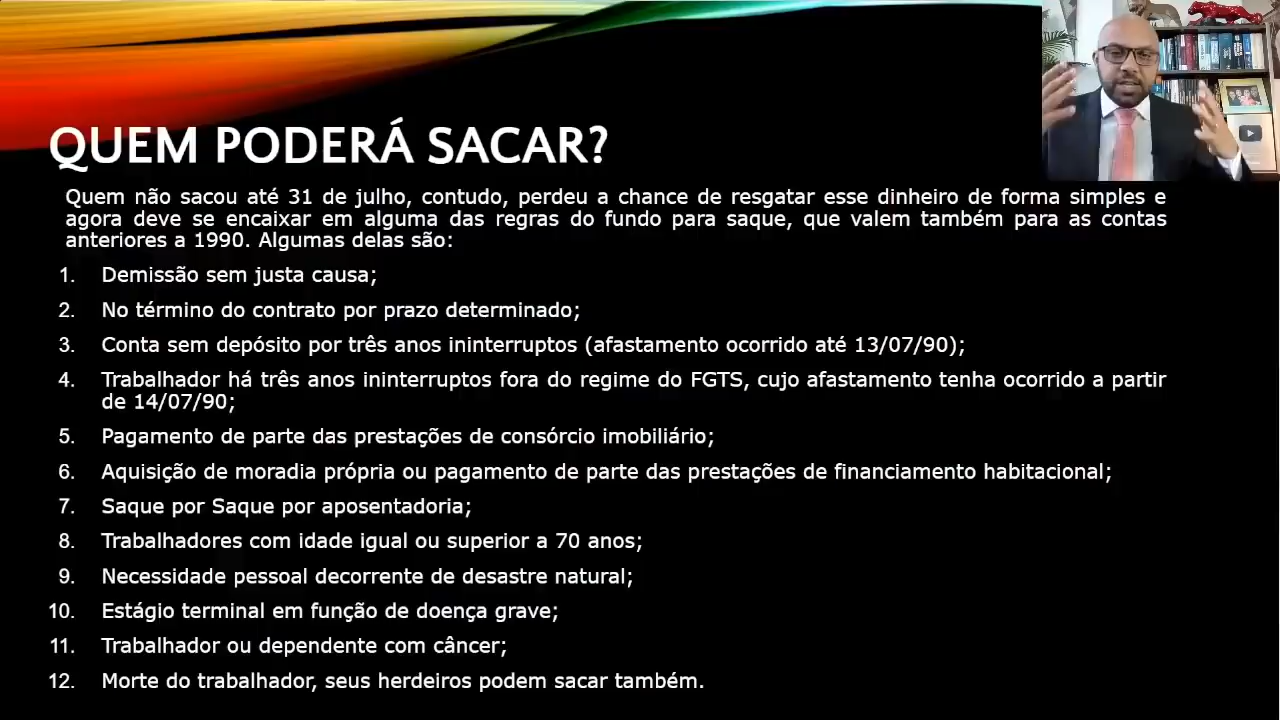 QUEM PODERÁ SACAR?
Quem não sacou até 31 de julho, contudo, perdeu a chance de resgatar esse dinheiro de forma simples e
agora deve se encaixar em alguma das regras do fundo para saque, que valem também para as contas
anteriores a 1990. Algumas delas são:
1. Demissão sem justa causa;
2. No término do contrato por prazo determinado;
3. Conta sem depósito por três anos ininterruptos (afastamento ocorrido até 13/07/90);
4. Trabalhador há três anos ininterruptos fora do regime do FGTS, cujo afastamento tenha ocorrido a partir
de 14/07/90;
5. Pagamento de parte das prestações de consórcio imobiliário;
6. Aquisição de moradia própria ou pagamento de parte das prestações de financiamento habitacional;
7. Saque por Saque por aposentadoria;
8. Trabalhadores com idade igual ou superior a 70 anos;
9. Necessidade pessoal decorrente de desastre natural;
10. Estágio terminal em função de doença grave;
11. Trabalhador ou dependente com câncer;
12. Morte do trabalhador, seus herdeiros podem sacar também.